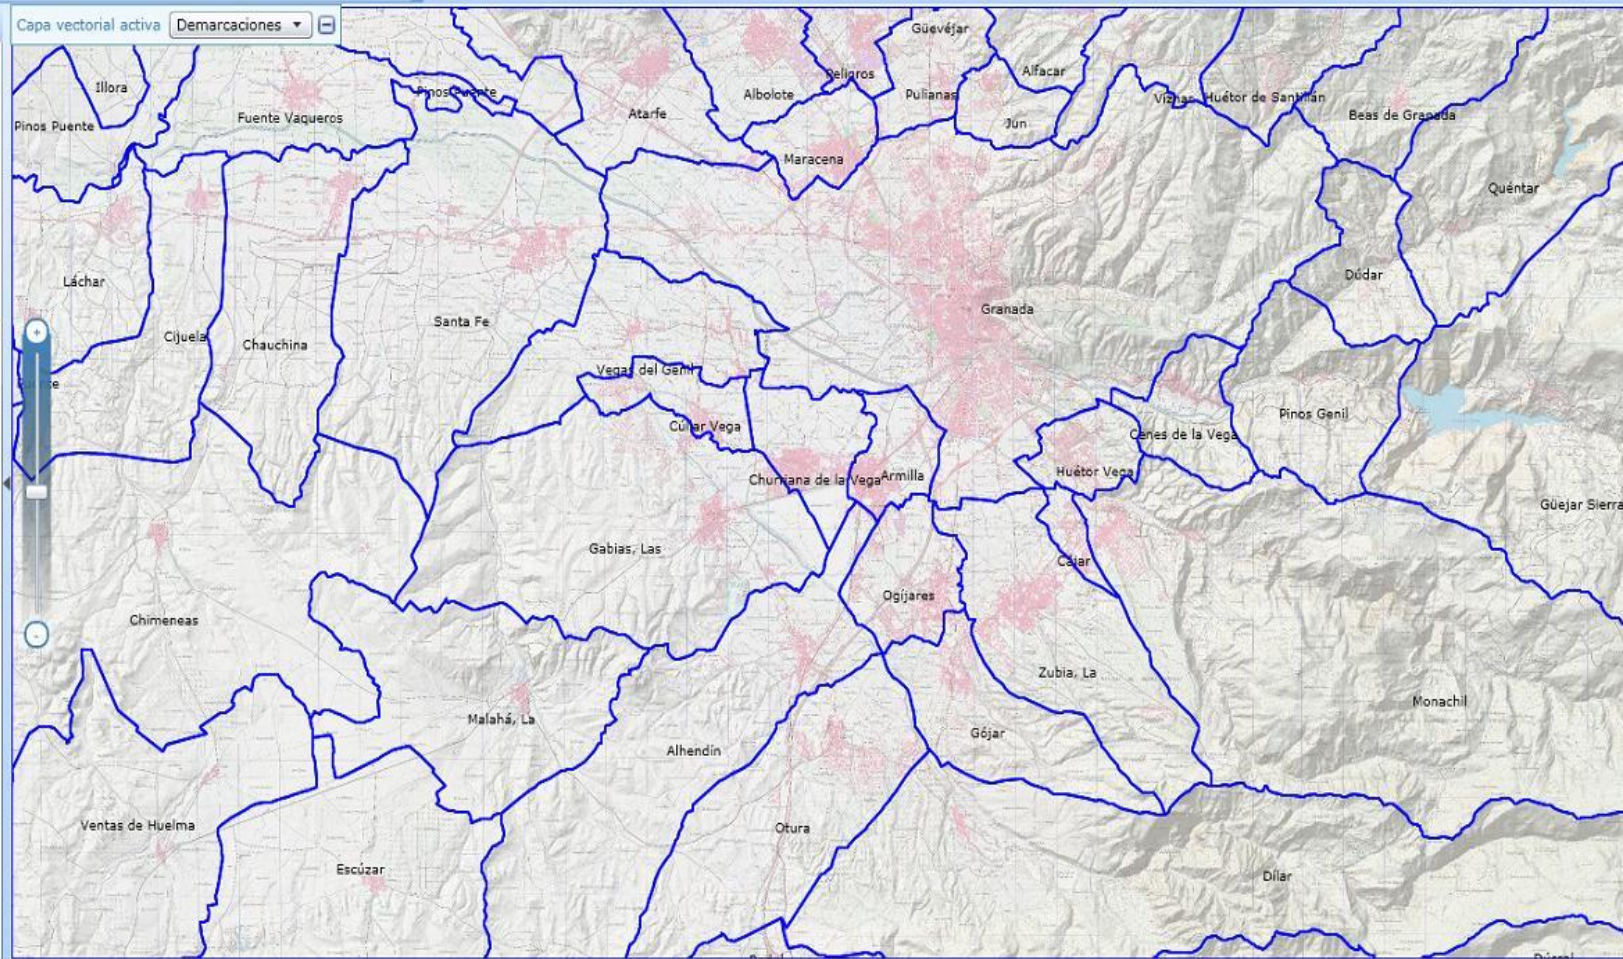 Capa vectorial activa Demarcaciones
Güevéjar
Illora
Pinos Puente
Peligros
Alfacar
Albolote
Pulianas
Viznar
Huétor de Santillán
Atarfe
Beas de Granada
Fuente Vaqueros
Pinos Puente
Jun
Maracena
Quéntar
Láchar
Dúdar
Granada
Santa Fe
Cijuela
Chauchina
Vegas del Genil
Pinos Genil
Cúllar Vega
Cenes de la Vega
Huétor Vega
Churriana de la Vega
Armilla
Güejar Sierra
Gabias, Las
Cájar
Ogíjares
Chimeneas
Zubia, La
Monachil
Malahá, La
Gójar
Alhendín
Ventas de Huelma
Otura
Escúzar
Dílar